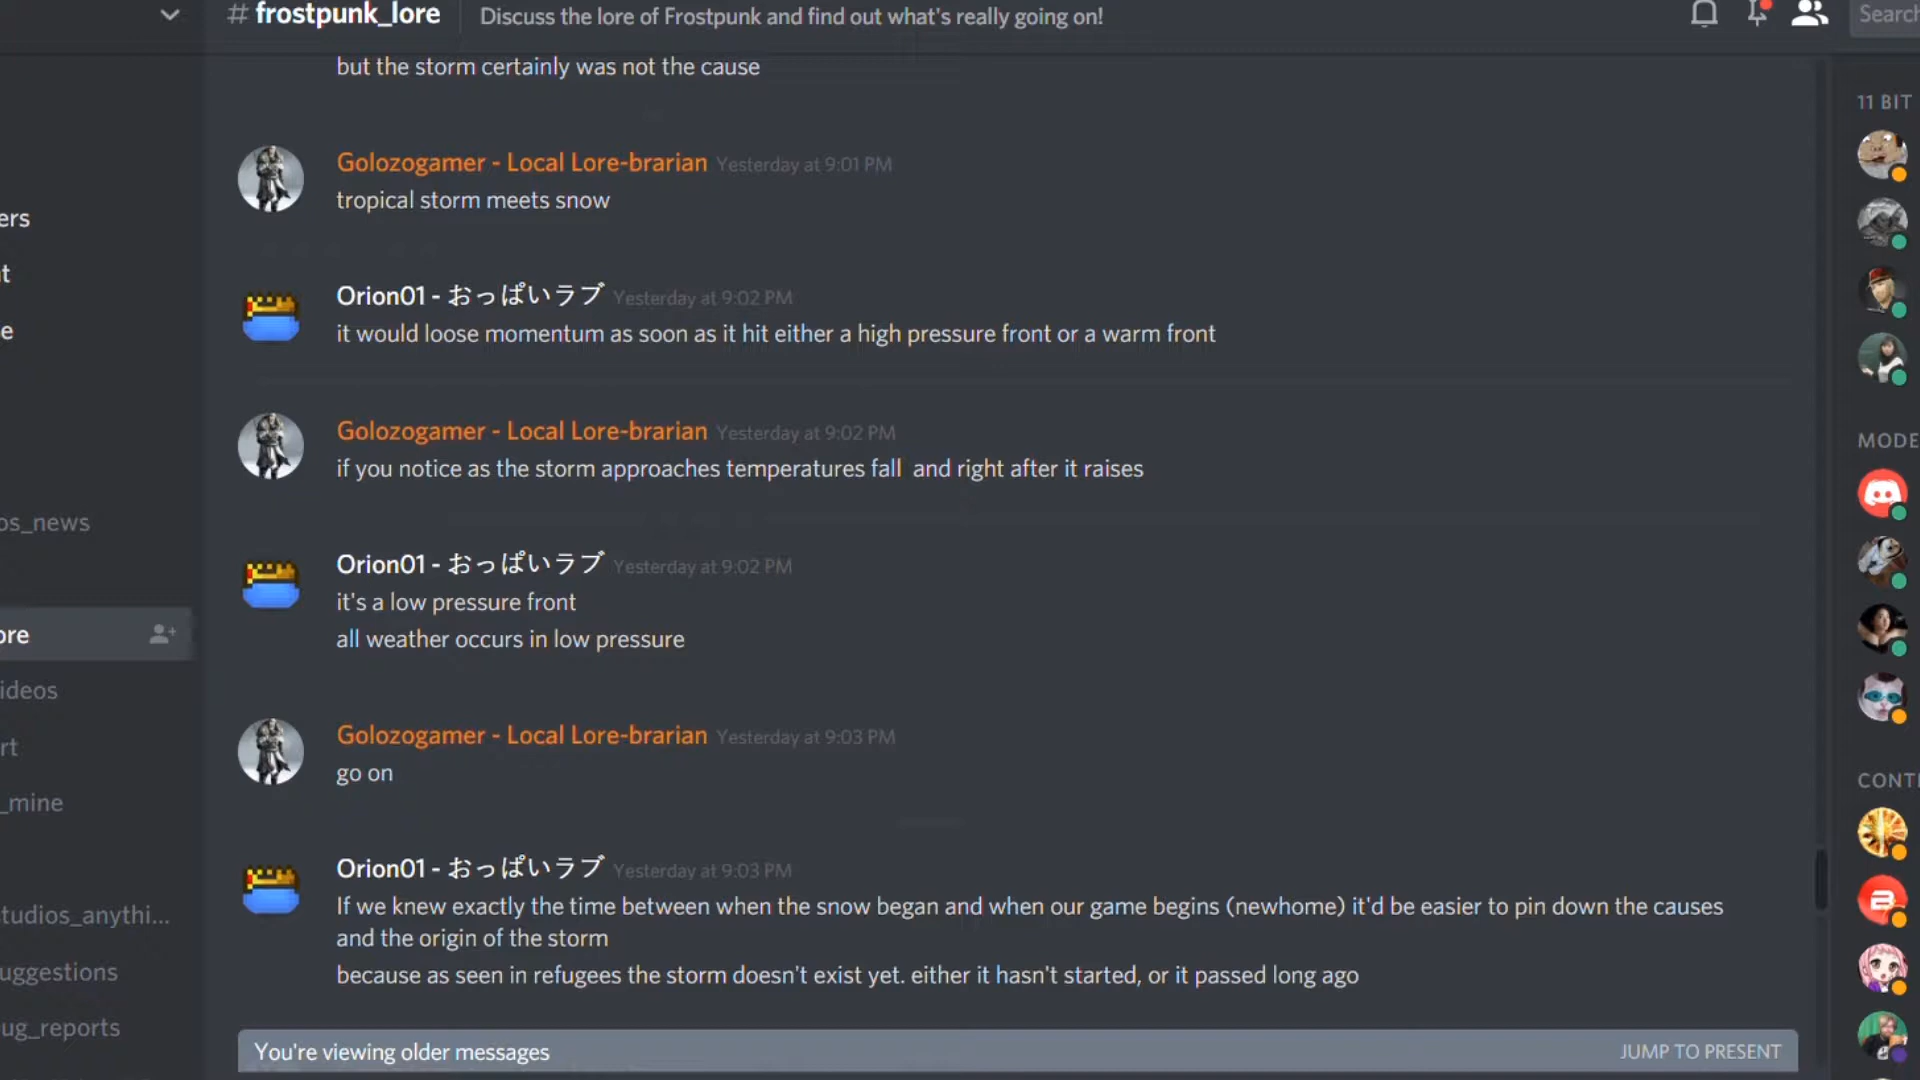 # frostpunk_lore Discuss the lore of Frostpunk and find out what's really going on! Search
but the storm certainly was not the cause
11 BIT
Golozogamer - Local Lore-brarian Yesterday at 9:01 PM
tropical storm meets snow
ers
t
Orion01 - おっぱいラブ Yesterday at 9:02 PM
it would loose momentum as soon as it hit either a high pressure front or a warm front
e
Golozogamer - Local Lore-brarian Yesterday at 9:02 PM
MODE
if you notice as the storm approaches temperatures fall and right after it raises
os_news
Orion01 - おっぱいラブ Yesterday at 9:02 PM
it's a low pressure front
all weather occurs in low pressure
ore
ideos
Golozogamer - Local Lore-brarian Yesterday at 9:03 PM
rt
go on
CONT
_mine
Orion01 - おっぱいラブ Yesterday at 9:03 PM
If we knew exactly the time between when the snow began and when our game begins (newhome) it'd be easier to pin down the causes
and the origin of the storm
tudios_anythi...
because as seen in refugees the storm doesn't exist yet. either it hasn't started, or it passed long ago
uggestions
ug_reports
You're viewing older messages JUMP TO PRESENT